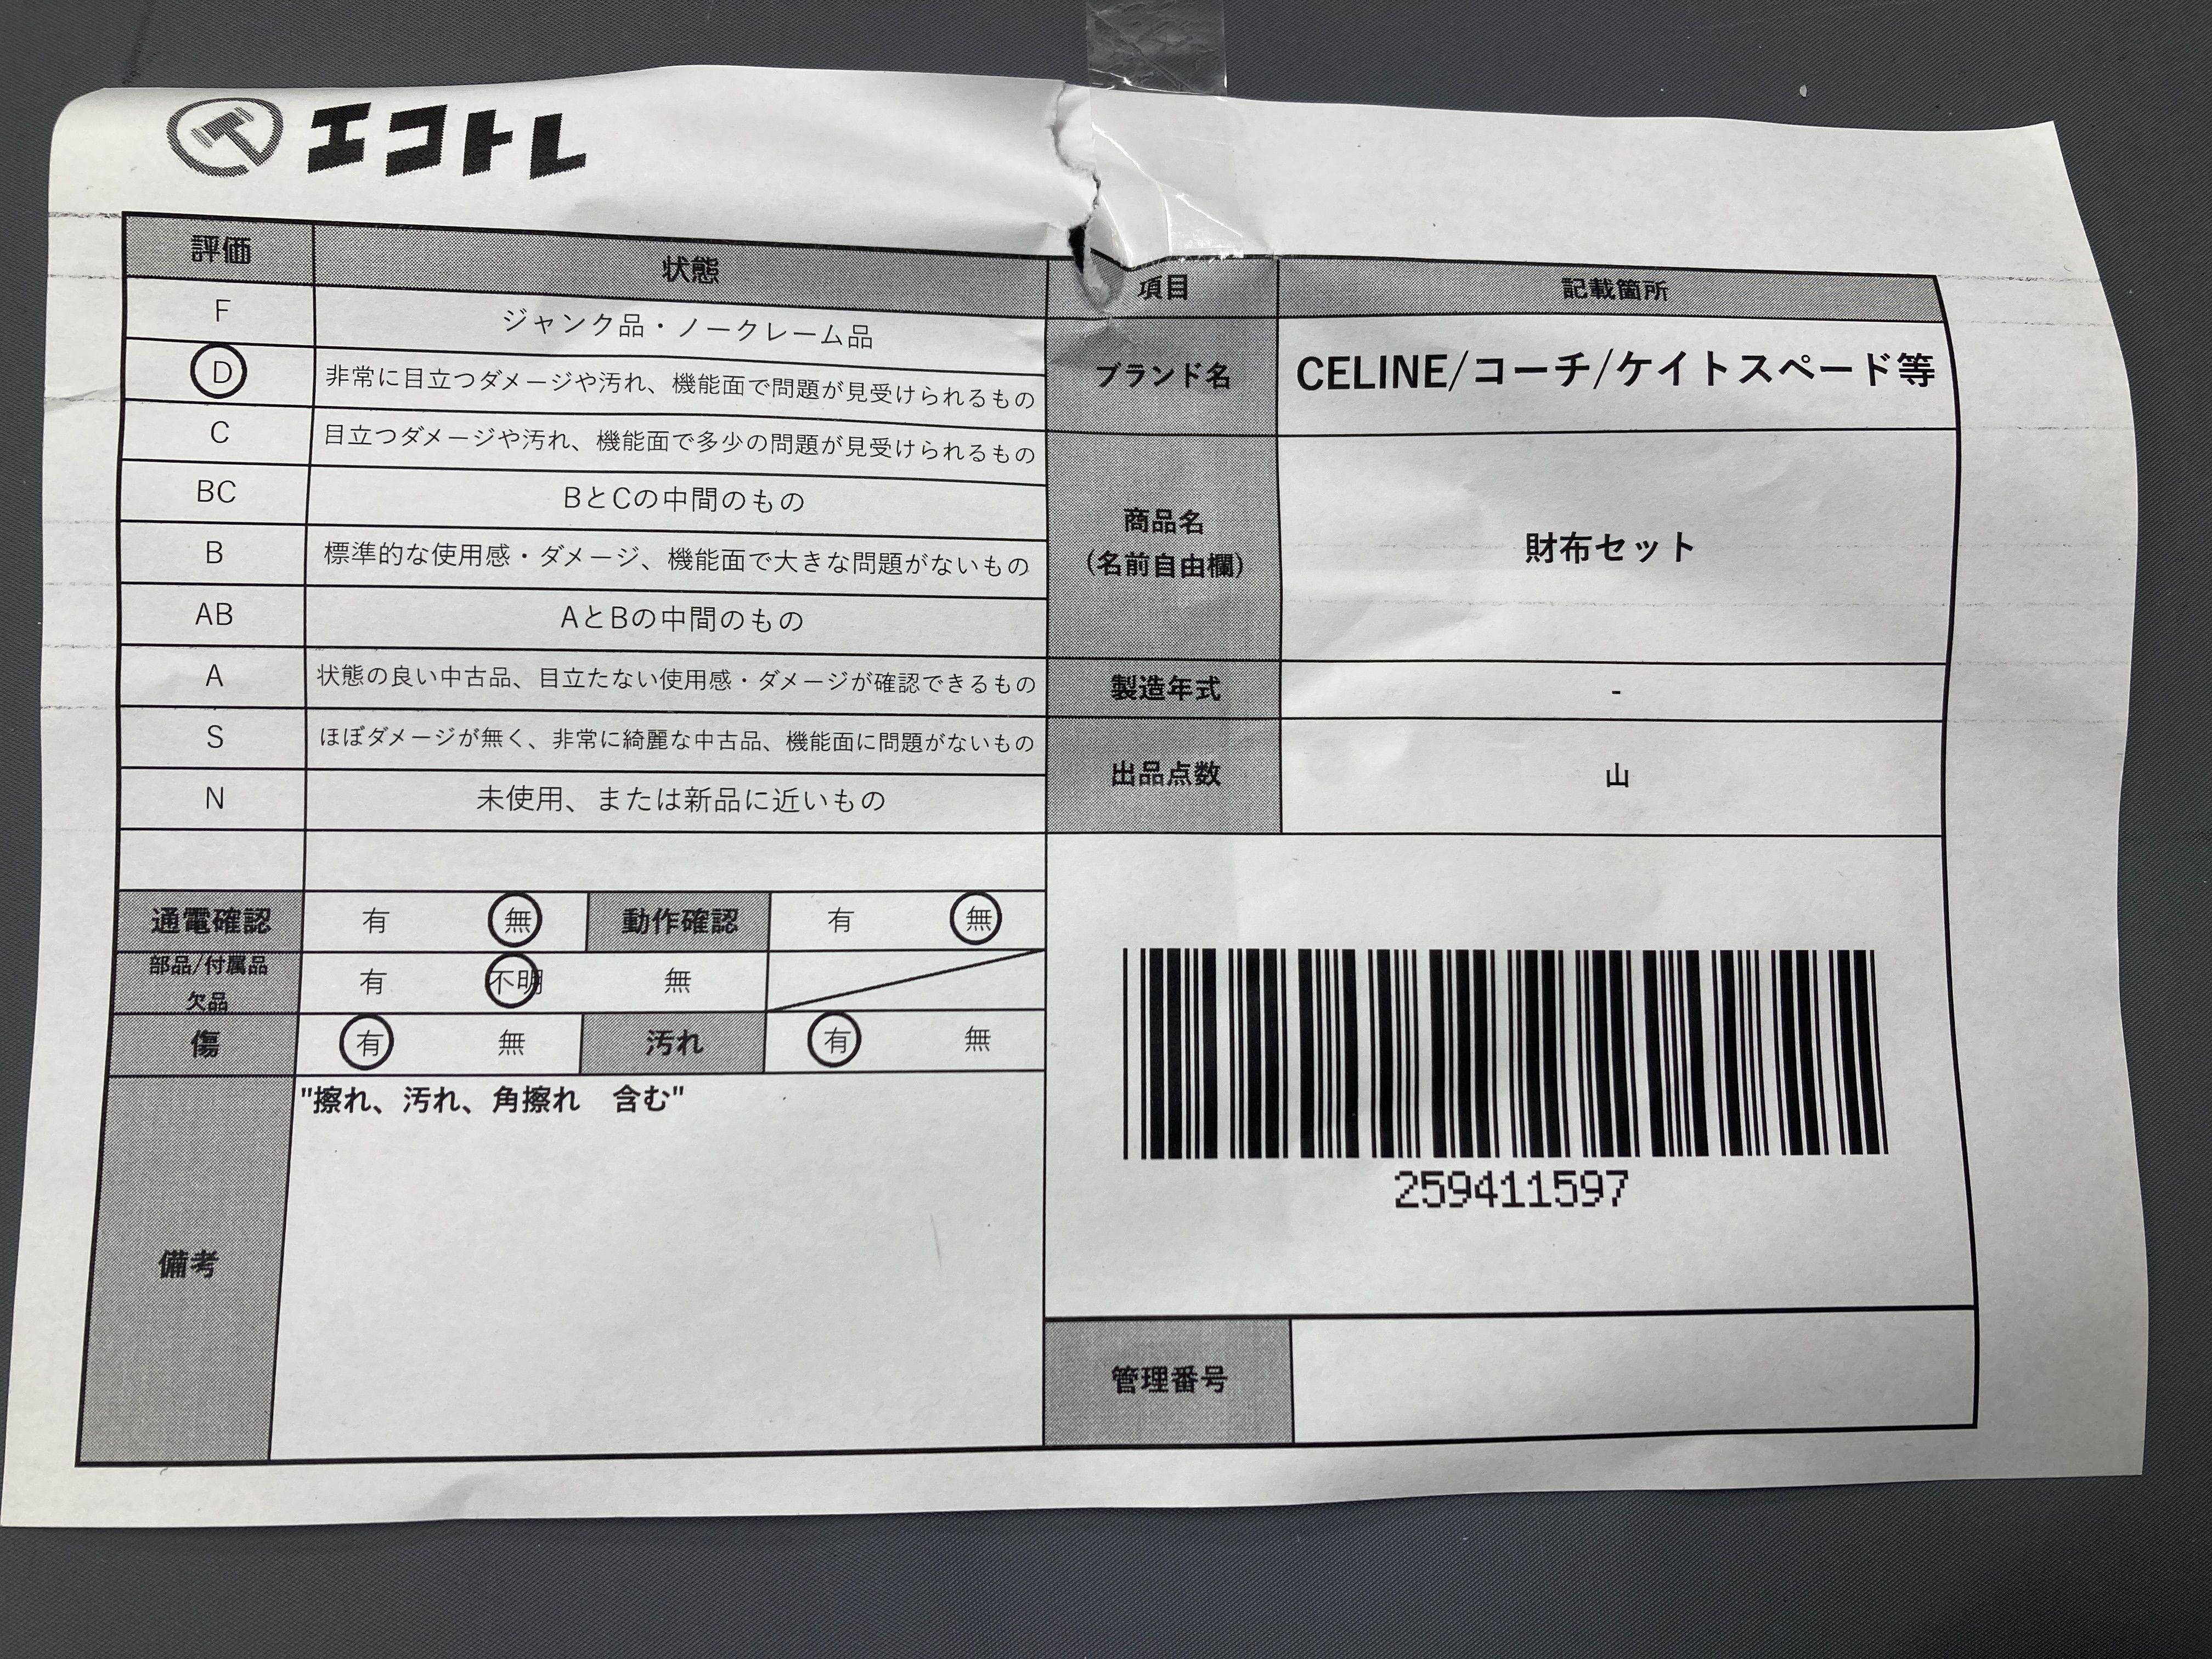 エコトレ
評価 状態
F ジャンク品・ノークレーム品
D 非常に目立つダメージや汚れ、機能面で問題が見受けられるもの
C 目立つダメージや汚れ、機能面で多少の問題が見受けられるもの
BC BとCの中間のもの
B 標準的な使用感・ダメージ、機能面で大きな問題がないもの
AB AとBの中間のもの
A 状態の良い中古品、目立たない使用感・ダメージが確認できるもの
S ほぼダメージが無く、非常に綺麗な中古品、機能面に問題がないもの
N 未使用、または新品に近いもの
通電確認 有 無 動作確認 有 無
部品/付属品
欠品 有 不明 無
傷 有 無 汚れ 有 無
備考 "擦れ、汚れ、角擦れ　含む"
項目 記載箇所
ブランド名 CELINE/コーチ/ケイトスペード等
商品名
(名前自由欄) 財布セット
製造年式 -
出品点数 山
259411597
管理番号